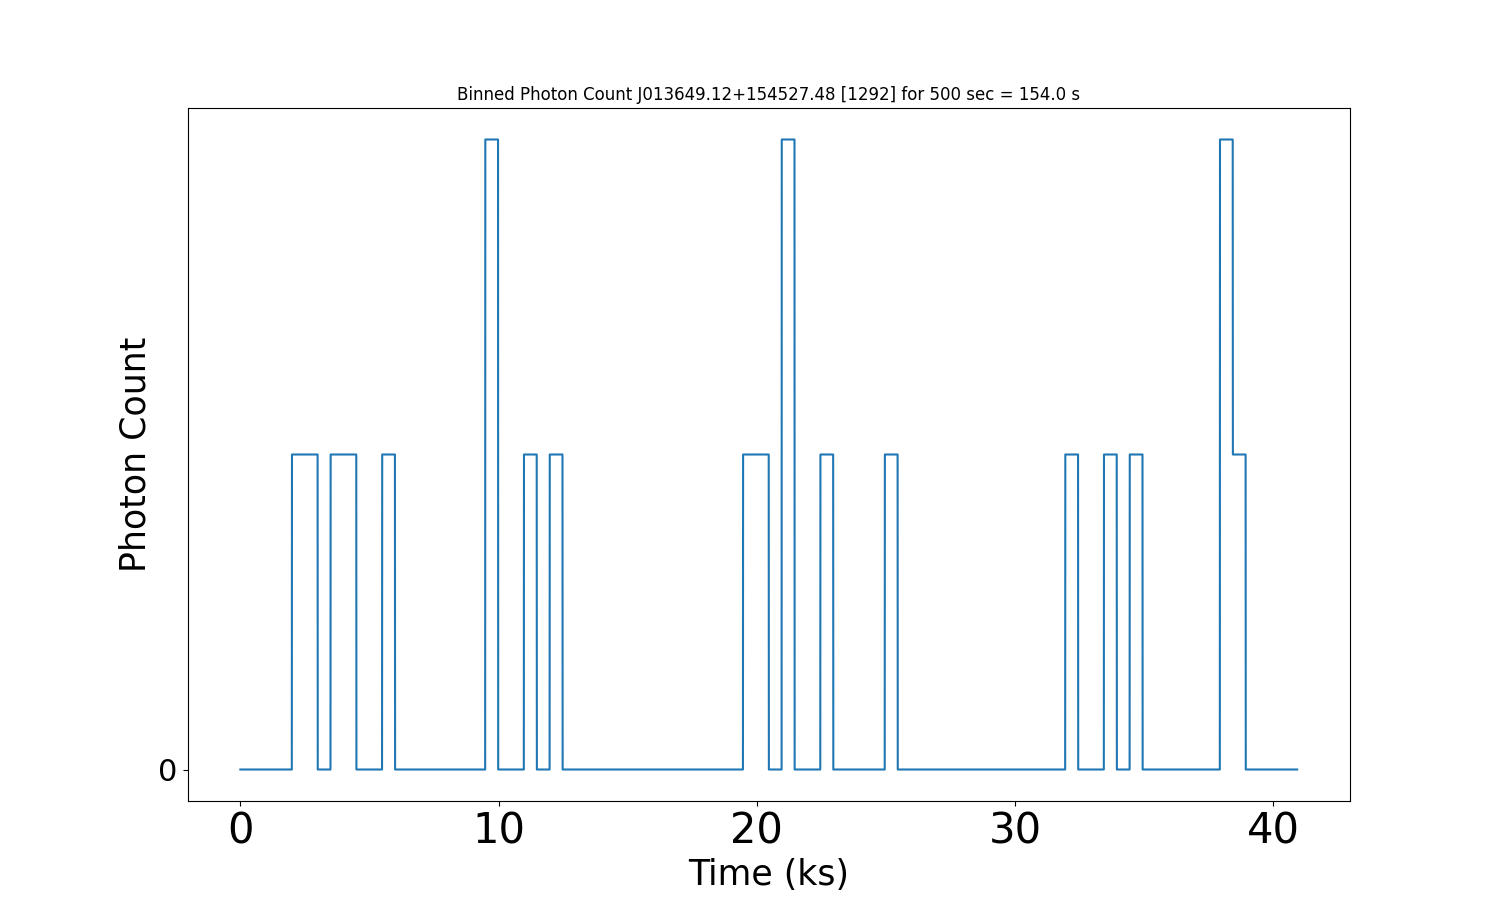 Binned Photon Count J013649.12+154527.48 [1292] for 500 sec = 154.0 s
Photon Count
0
0 10 20 30 40
Time (ks)